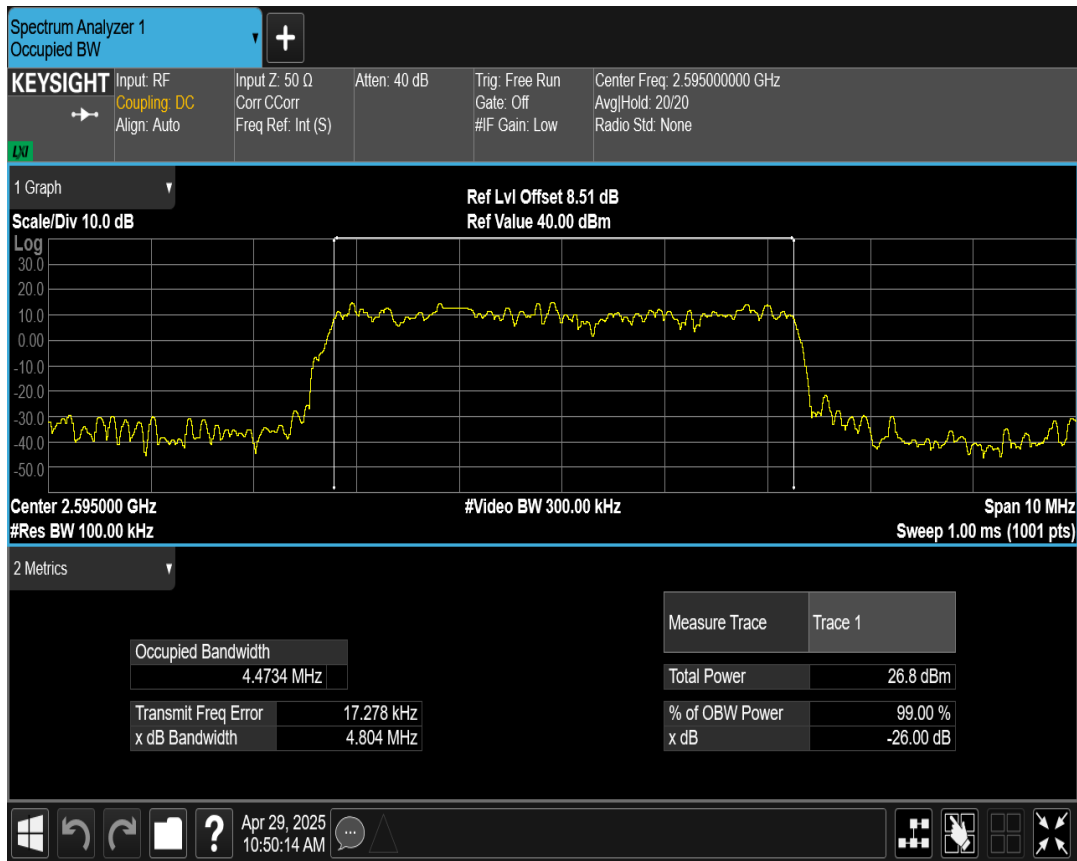 Spectrum Analyzer 1
Occupied BW
+
KEYSIGHT
LXI
Input: RF
Coupling: DC
Align: Auto
Input Z: 50 Ω
Corr CCorr
Freq Ref: Int (S)
Atten: 40 dB
Trig: Free Run
Gate: Off
#IF Gain: Low
Center Freq: 2.595000000 GHz
Avg|Hold: 20/20
Radio Std: None
1 Graph
Scale/Div 10.0 dB
Ref Lvl Offset 8.51 dB
Ref Value 40.00 dBm
Log
30.0
20.0
10.0
0.00
-10.0
-20.0
-30.0
-40.0
-50.0
Center 2.595000 GHz
#Res BW 100.00 kHz
#Video BW 300.00 kHz
Span 10 MHz
Sweep 1.00 ms (1001 pts)
2 Metrics
Occupied Bandwidth
4.4734 MHz
Transmit Freq Error 17.278 kHz
x dB Bandwidth 4.804 MHz
Measure Trace Trace 1
Total Power 26.8 dBm
% of OBW Power 99.00 %
x dB -26.00 dB
?
Apr 29, 2025
10:50:14 AM